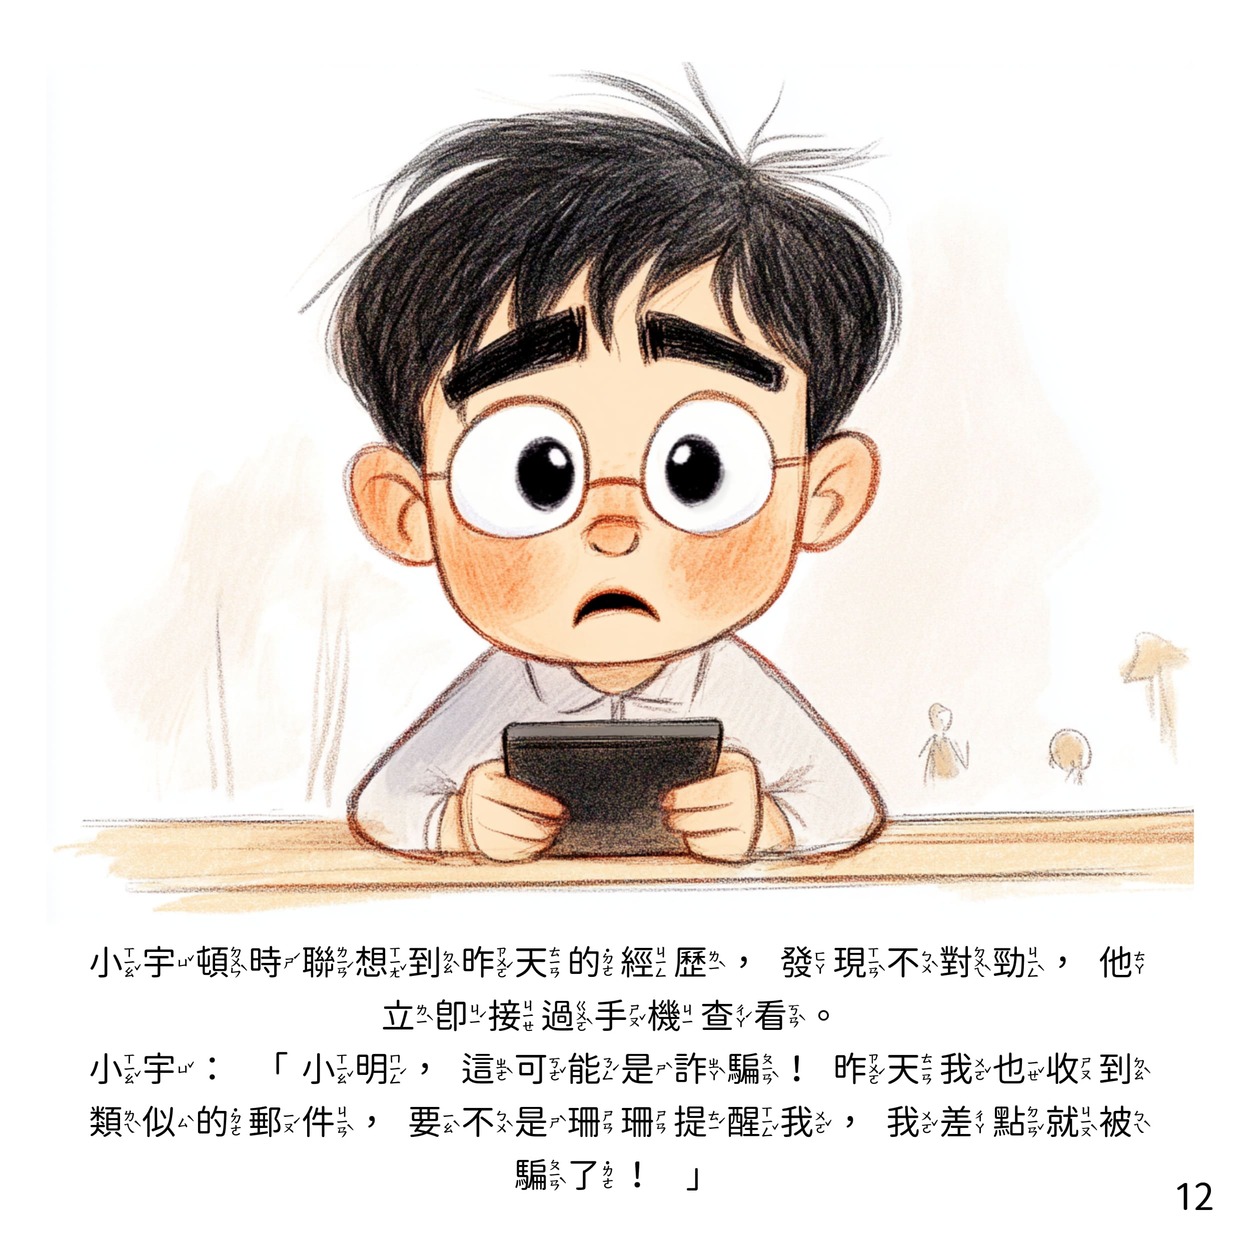 小宇頓時聯想到昨天的經歷，發現不對勁，他
立即接過手機查看。
小宇：「小明，這可能是詐騙！昨天我也收到
類似的郵件，要不是珊珊提醒我，我差點就被
騙了！」
12